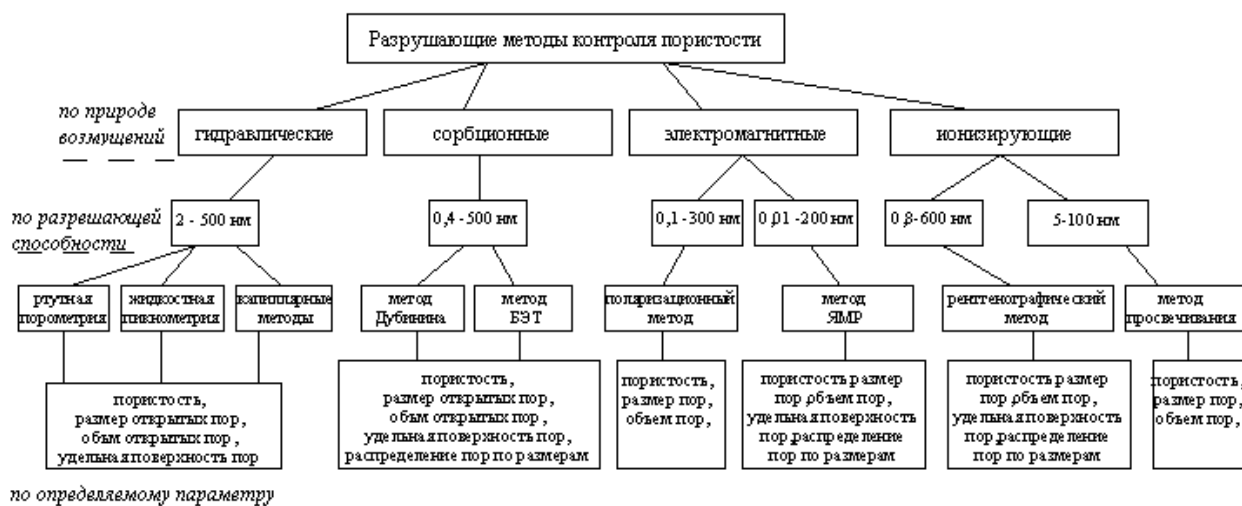 Разрушающие методы контроля пористости
по природе
возмущений
гидравлические
сорбционные
электромагнитные
ионизирующие
по разрешающей
способности
2 - 500 нм
0,4 -500 нм
0,1 -300 нм
0,01 -200 нм
0,8-600 нм
5-100 нм
ртутная
порометрия
жидкостная
пикнометрия
капиллярные
методы
метод
Дубинина
метод
БЭТ
поляризационный
метод
метод
ЯМР
рентгенографический
метод
метод
просвечивания
пористость,
размер открытых пор,
обьм открытых пор,
удельная поверхность пор
пористость,
размер открытых пор,
обьм открытых пор,
удельная поверхность пор,
распределение пор по размерам
пористость,
размер пор,
объем пор,
пористость размер
пор ,объем пор,
удельная поверхность
пор,распределение
пор по размерам
пористость размер
пор ,объем пор,
удельная поверхность
пор,распределение
пор по размерам
пористость,
размер пор,
объем пор,
по определяемому параметру